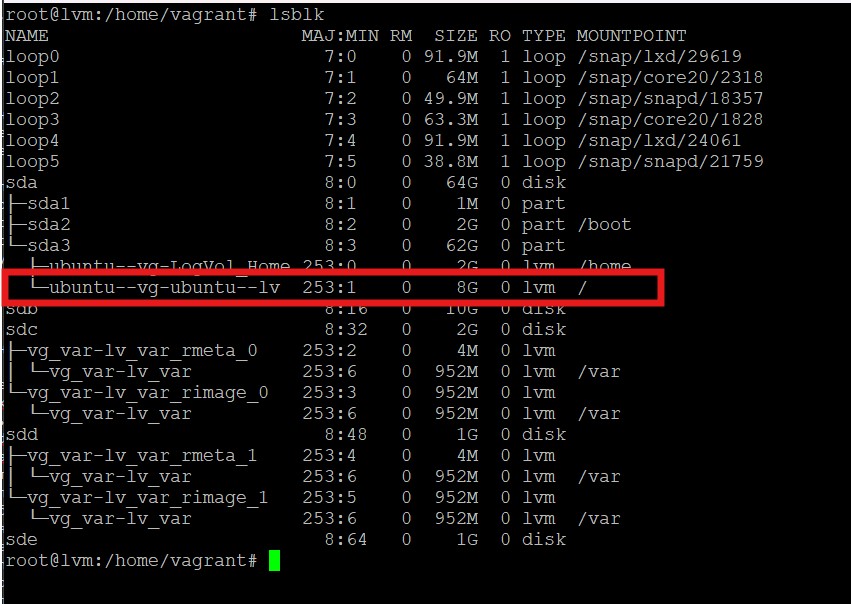 root@lvm:/home/vagrant# lsblk
NAME                       MAJ:MIN RM  SIZE RO TYPE MOUNTPOINT
loop0                        7:0    0 91.9M  1 loop /snap/lxd/29619
loop1                        7:1    0   64M  1 loop /snap/core20/2318
loop2                        7:2    0 49.9M  1 loop /snap/snapd/18357
loop3                        7:3    0 63.3M  1 loop /snap/core20/1828
loop4                        7:4    0 91.9M  1 loop /snap/lxd/24061
loop5                        7:5    0 38.8M  1 loop /snap/snapd/21759
sda                          8:0    0   64G  0 disk
├─sda1                       8:1    0    1M  0 part
├─sda2                       8:2    0    2G  0 part /boot
└─sda3                       8:3    0   62G  0 part
  ├─ubuntu--vg-LogVol_Home 253:0    0    2G  0 lvm  /home
  └─ubuntu--vg-ubuntu--lv  253:1    0    8G  0 lvm  /
sdb                          8:16   0   10G  0 disk
sdc                          8:32   0    2G  0 disk
├─vg_var-lv_var_rmeta_0    253:2    0    4M  0 lvm
│ └─vg_var-lv_var          253:6    0  952M  0 lvm  /var
└─vg_var-lv_var_rimage_0   253:3    0  952M  0 lvm
  └─vg_var-lv_var          253:6    0  952M  0 lvm  /var
sdd                          8:48   0    1G  0 disk
├─vg_var-lv_var_rmeta_1    253:4    0    4M  0 lvm
│ └─vg_var-lv_var          253:6    0  952M  0 lvm  /var
└─vg_var-lv_var_rimage_1   253:5    0  952M  0 lvm
  └─vg_var-lv_var          253:6    0  952M  0 lvm  /var
sde                          8:64   0    1G  0 disk
root@lvm:/home/vagrant#